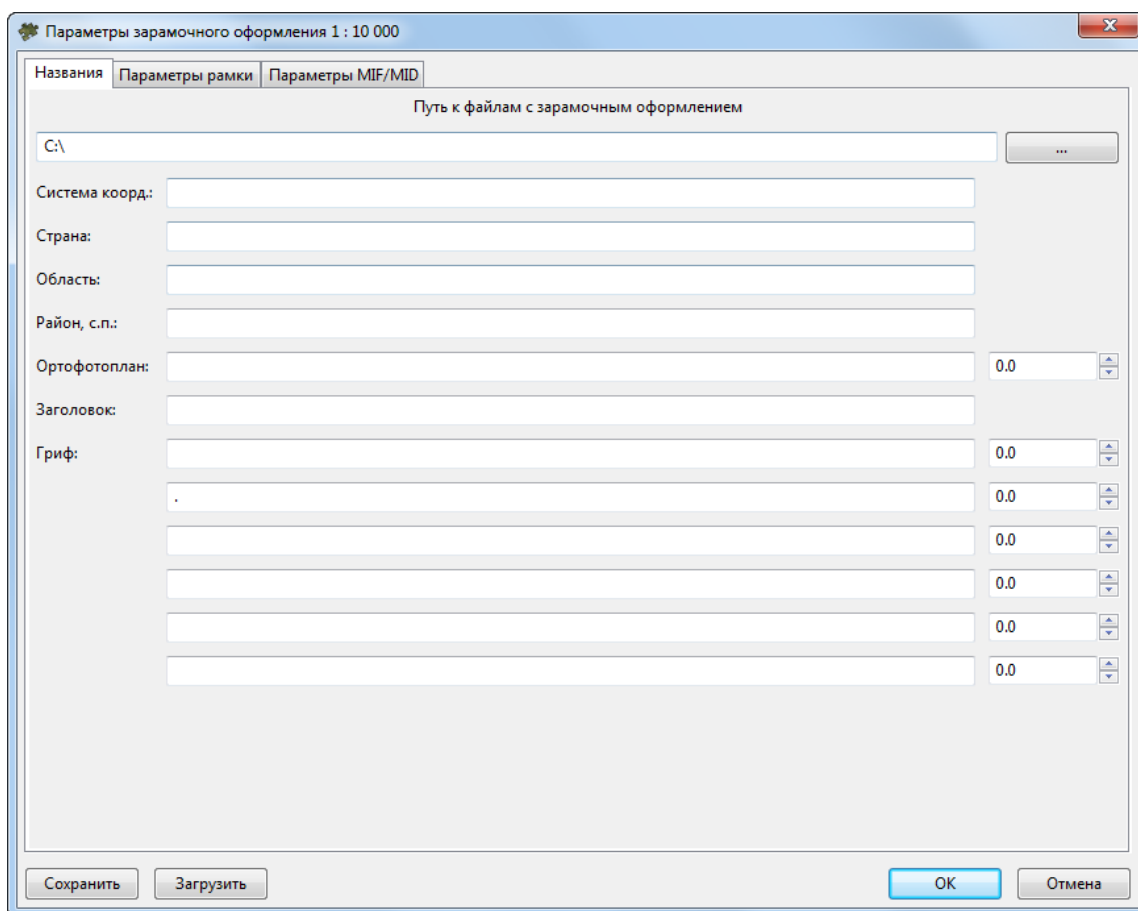 Параметры зарамочного оформления 1 : 10 000
Названия Параметры рамки Параметры MIF/MID
Путь к файлам с зарамочным оформлением
C:\ ...
Система коорд.:
Страна:
Область:
Район, с.п.:
Ортофотоплан: 0.0
Заголовок:
Гриф: 0.0
. 0.0
0.0
0.0
0.0
0.0
Сохранить Загрузить OK Отмена